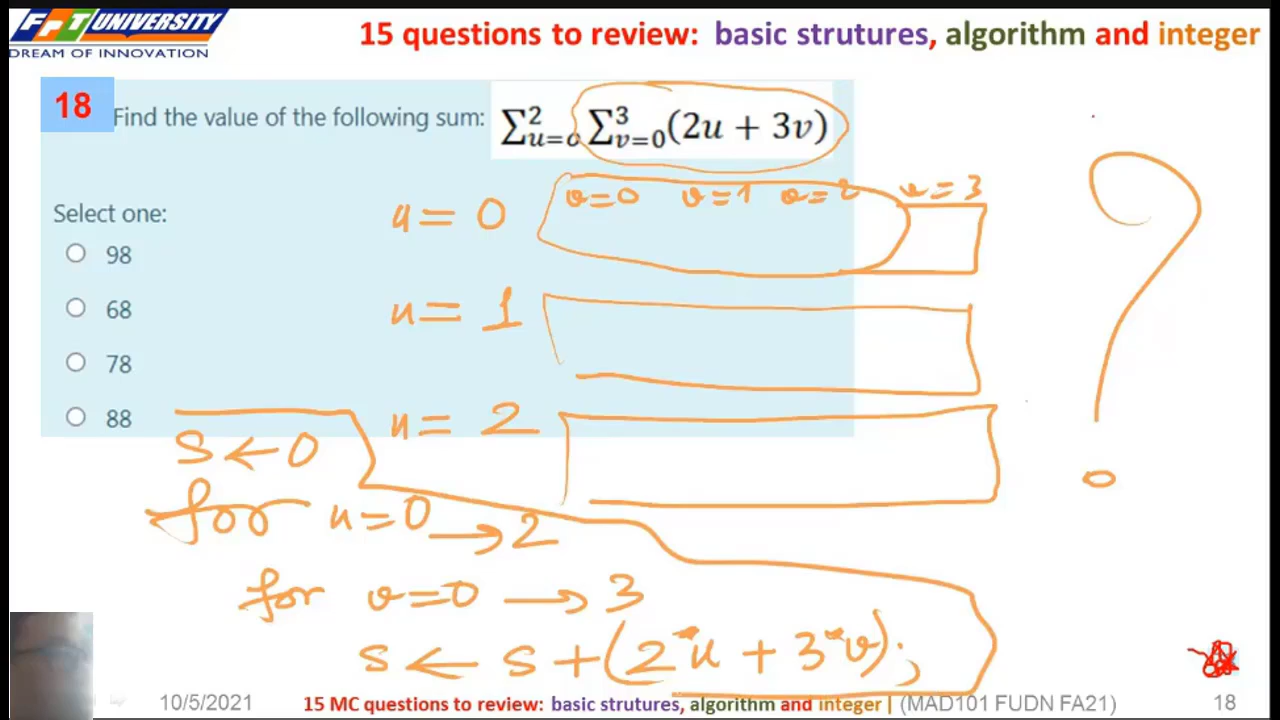 FPT UNIVERSITY
DREAM OF INNOVATION
15 questions to review: basic strutures, algorithm and integer
18 Find the value of the following sum: ∑²ᵤ₌₀ ∑³ᵥ₌₀(2u + 3v)
v=0 v=1 v=2 v=3
Select one:
u=0
98
u=1
68
78
u=2
88
S←0
for u=0→2
for v=0→3
S←S+(2*u+3*v);
10/5/2021
15 MC questions to review: basic strutures, algorithm and integer | (MAD101 FUDN FA21)
18
?